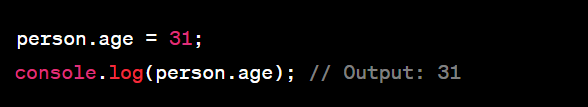 person.age = 31;
console.log(person.age); // Output: 31